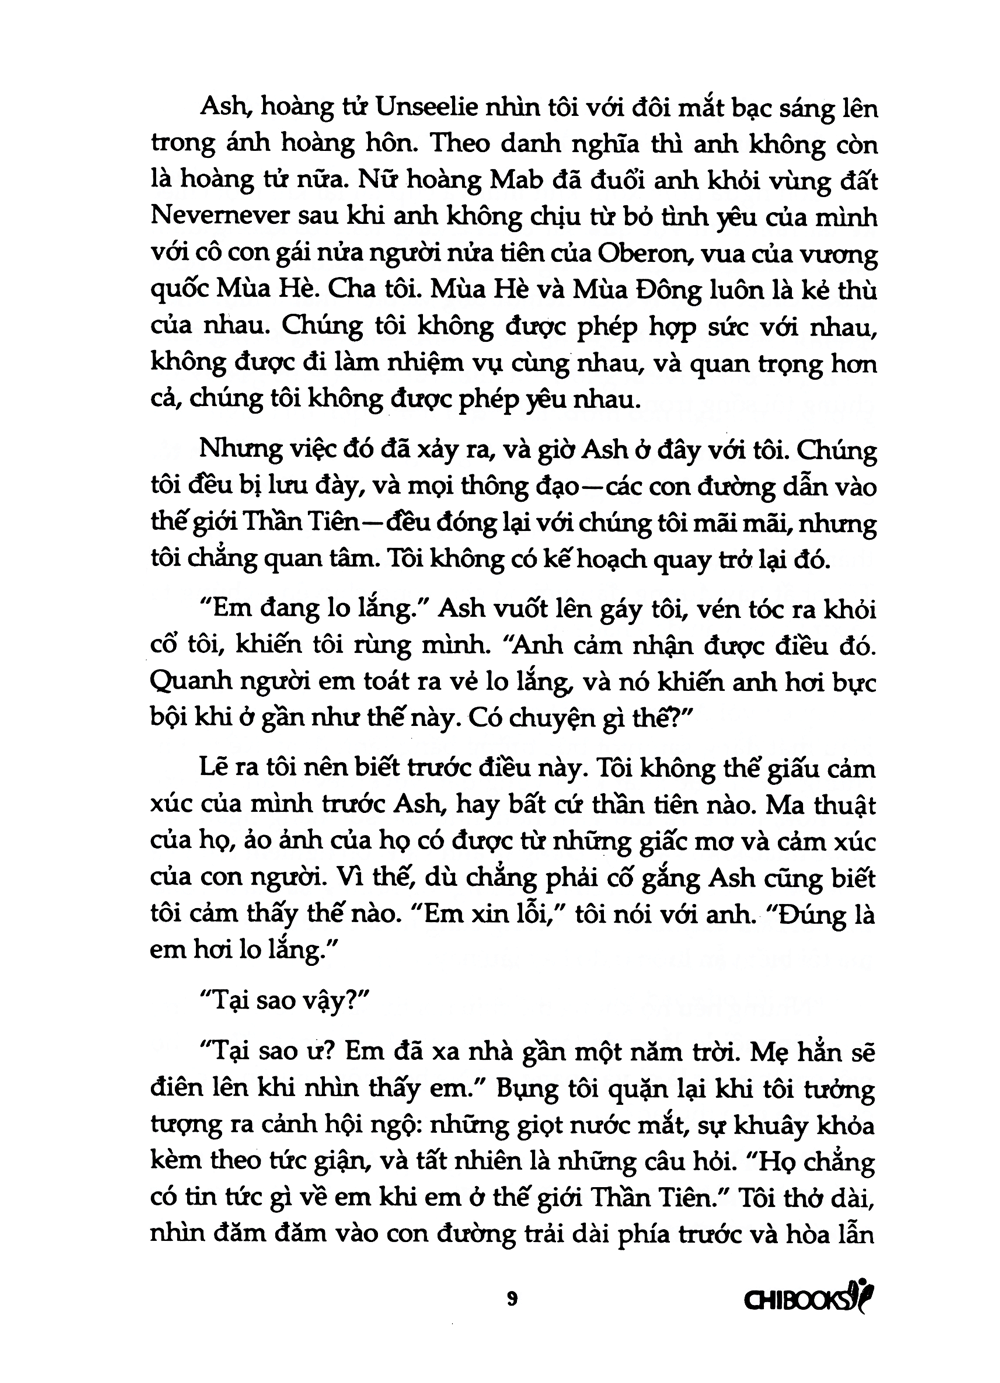 Ash, hoàng tử Unseelie nhìn tôi với đôi mắt bạc sáng lên
trong ánh hoàng hôn. Theo danh nghĩa thì anh không còn
là hoàng tử nữa. Nữ hoàng Mab đã đuổi anh khỏi vùng đất
Nevernever sau khi anh không chịu từ bỏ tình yêu của mình
với cô con gái nửa người nửa tiên của Oberon, vua của vương
quốc Mùa Hè. Cha tôi. Mùa Hè và Mùa Đông luôn là kẻ thù
của nhau. Chúng tôi không được phép hợp sức với nhau,
không được đi làm nhiệm vụ cùng nhau, và quan trọng hơn
cả, chúng tôi không được phép yêu nhau.
Nhưng việc đó đã xảy ra, và giờ Ash ở đây với tôi. Chúng
tôi đều bị lưu đày, và mọi thông đạo—các con đường dẫn vào
thế giới Thần Tiên—đều đóng lại với chúng tôi mãi mãi, nhưng
tôi chẳng quan tâm. Tôi không có kế hoạch quay trở lại đó.
“Em đang lo lắng.” Ash vuốt lên gáy tôi, vén tóc ra khỏi
cổ tôi, khiến tôi rùng mình. “Anh cảm nhận được điều đó.
Quanh người em toát ra vẻ lo lắng, và nó khiến anh hơi bực
bội khi ở gần như thế này. Có chuyện gì thế?”
Lẽ ra tôi nên biết trước điều này. Tôi không thể giấu cảm
xúc của mình trước Ash, hay bất cứ thần tiên nào. Ma thuật
của họ, ảo ảnh của họ có được từ những giấc mơ và cảm xúc
của con người. Vì thế, dù chẳng phải cố gắng Ash cũng biết
tôi cảm thấy thế nào. “Em xin lỗi,” tôi nói với anh. “Đúng là
em hơi lo lắng.”
“Tại sao vậy?”
“Tại sao ư? Em đã xa nhà gần một năm trời. Mẹ hẳn sẽ
điên lên khi nhìn thấy em.” Bụng tôi quặn lại khi tôi tưởng
tượng ra cảnh hội ngộ: những giọt nước mắt, sự khuây khỏa
kèm theo tức giận, và tất nhiên là những câu hỏi. “Họ chẳng
có tin tức gì về em khi em ở thế giới Thần Tiên.” Tôi thở dài,
nhìn đăm đăm vào con đường trải dài phía trước và hòa lẫn
9
CHIBOOKS